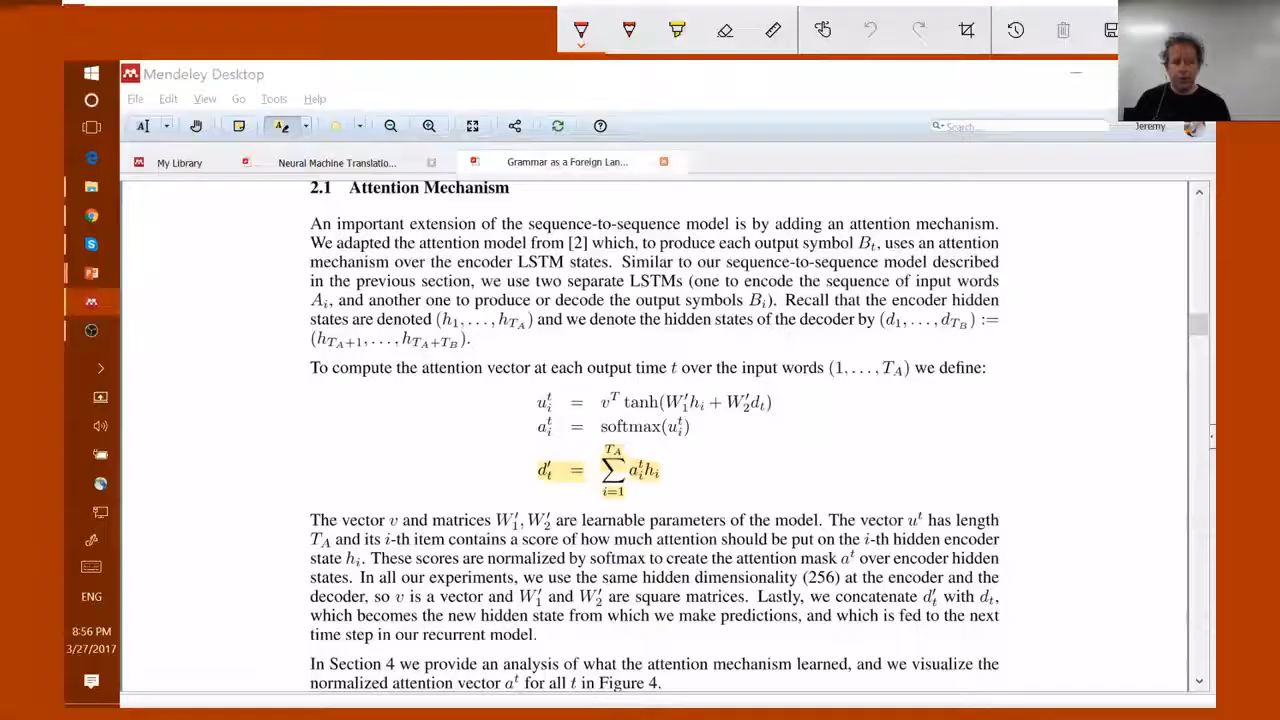 Mendeley Desktop
File Edit View Go Tools Help
Search...
Jeremy
My Library
Neural Machine Translatio...
Grammar as a Foreign Lan...
2.1 Attention Mechanism
An important extension of the sequence-to-sequence model is by adding an attention mechanism.
We adapted the attention model from [2] which, to produce each output symbol B_t, uses an attention
mechanism over the encoder LSTM states. Similar to our sequence-to-sequence model described
in the previous section, we use two separate LSTMs (one to encode the sequence of input words
A_i, and another one to produce or decode the output symbols B_i). Recall that the encoder hidden
states are denoted (h_1, . . . , h_{T_A}) and we denote the hidden states of the decoder by (d_1, . . . , d_{T_B}) :=
(h_{T_A+1}, . . . , h_{T_A+T_B}).
To compute the attention vector at each output time t over the input words (1, . . . , T_A) we define:
u_i^t = v^T tanh(W_1′h_i + W_2′d_t)
a_i^t = softmax(u_i^t)
d_t′ = ∑_{i=1}^{T_A} a_i^t h_i
The vector v and matrices W_1′, W_2′ are learnable parameters of the model. The vector u^t has length
T_A and its i-th item contains a score of how much attention should be put on the i-th hidden encoder
state h_i. These scores are normalized by softmax to create the attention mask a^t over encoder hidden
states. In all our experiments, we use the same hidden dimensionality (256) at the encoder and the
decoder, so v is a vector and W_1′ and W_2′ are square matrices. Lastly, we concatenate d_t′ with d_t,
which becomes the new hidden state from which we make predictions, and which is fed to the next
time step in our recurrent model.
In Section 4 we provide an analysis of what the attention mechanism learned, and we visualize the
normalized attention vector a^t for all t in Figure 4.
ENG
8:56 PM
3/27/2017